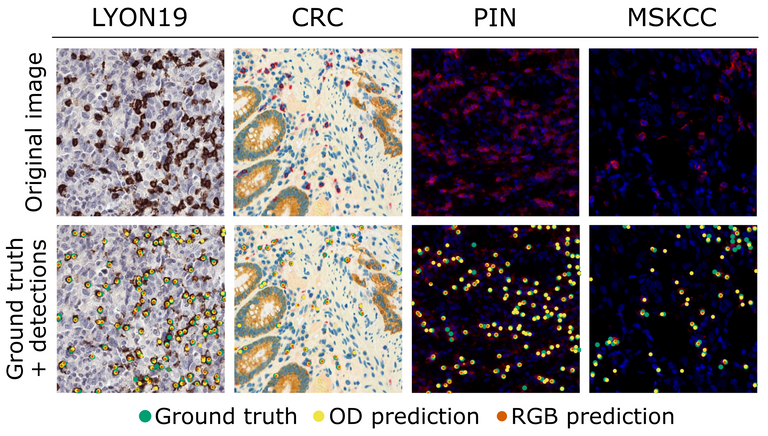 LYON19 CRC PIN MSKCC
Original image
Ground truth
+ detections
Ground truth OD prediction RGB prediction